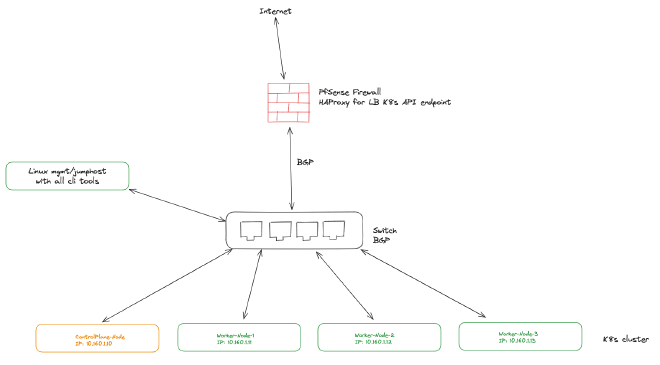 Internet
PfSense Firewall
HAProxy for LB K8s API endpoint
BGP
Linux mgmt/jumphost
with all cli tools
Switch
BGP
ControlPlane-Node
IP: 10.160.1.10
Worker-Node-1
IP: 10.160.1.11
Worker-Node-2
IP: 10.160.1.12
Worker-Node-3
IP: 10.160.1.13
K8s cluster